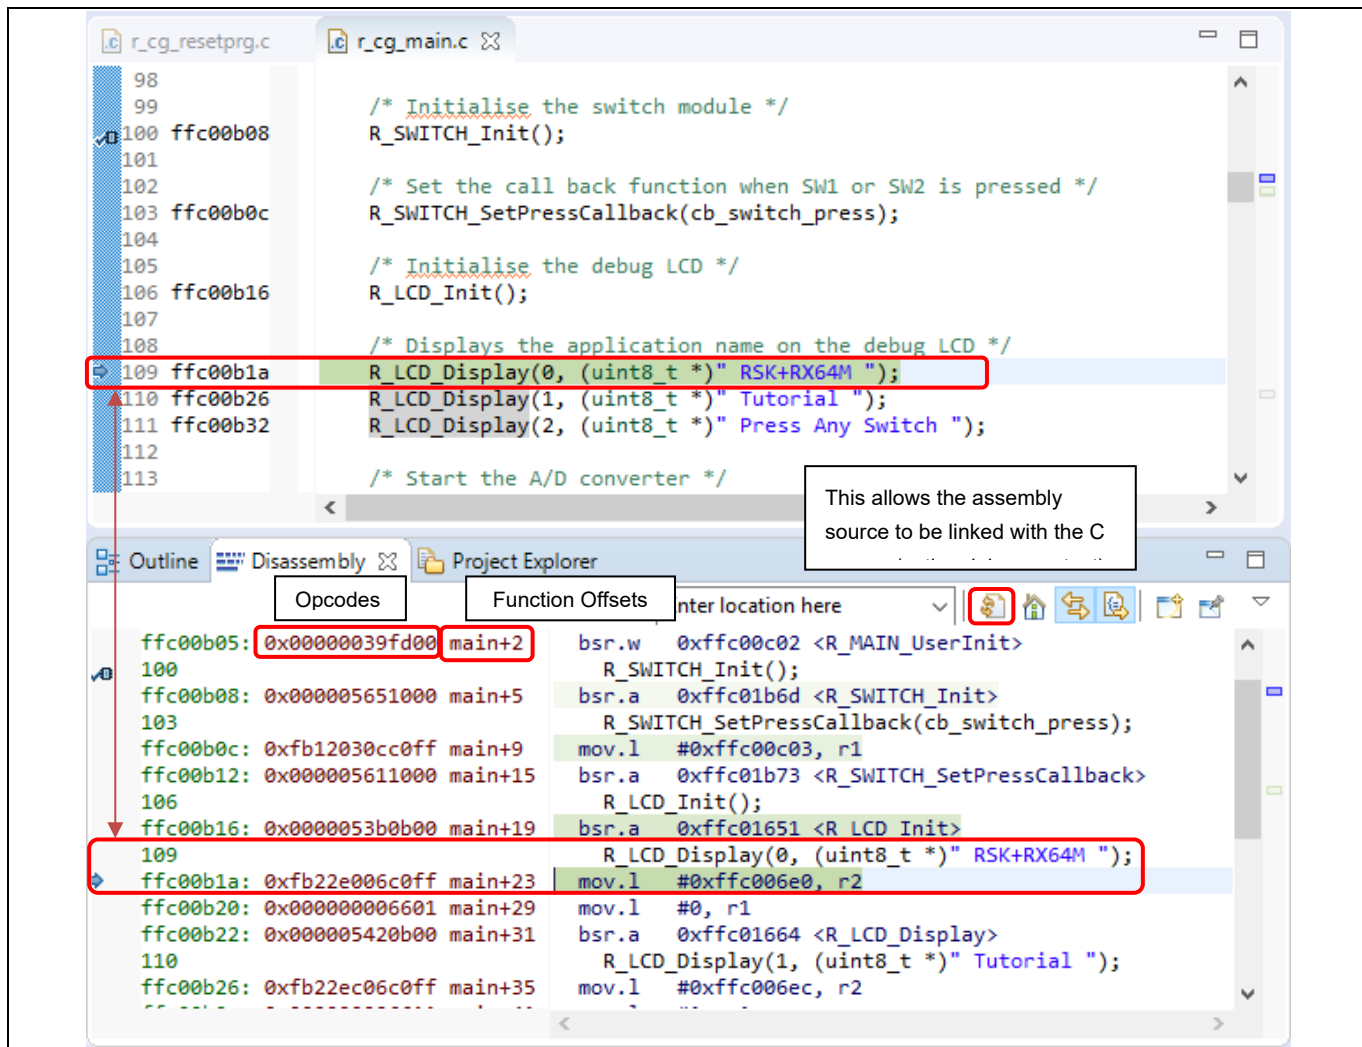 r_cg_resetprg.c r_cg_main.c
98
99 /* Initialise the switch module */
100 ffc00b08 R_SWITCH_Init();
101
102 /* Set the call back function when SW1 or SW2 is pressed */
103 ffc00b0c R_SWITCH_SetPressCallback(cb_switch_press);
104
105 /* Initialise the debug LCD */
106 ffc00b16 R_LCD_Init();
107
108 /* Displays the application name on the debug LCD */
109 ffc00b1a R_LCD_Display(0, (uint8_t *)" RSK+RX64M ");
110 ffc00b26 R_LCD_Display(1, (uint8_t *)" Tutorial ");
111 ffc00b32 R_LCD_Display(2, (uint8_t *)" Press Any Switch ");
112
113 /* Start the A/D converter */
This allows the assembly
source to be linked with the C
Outline Disassembly Project Explorer
Opcodes Function Offsets nter location here
ffc00b05: 0x00000039fd00 main+2 bsr.w 0xffc00c02 <R_MAIN_UserInit>
100 R_SWITCH_Init();
ffc00b08: 0x000005651000 main+5 bsr.a 0xffc01b6d <R_SWITCH_Init>
103 R_SWITCH_SetPressCallback(cb_switch_press);
ffc00b0c: 0xfb12030cc0ff main+9 mov.l #0xffc00c03, r1
ffc00b12: 0x000005611000 main+15 bsr.a 0xffc01b73 <R_SWITCH_SetPressCallback>
106 R_LCD_Init();
ffc00b16: 0x0000053b0b00 main+19 bsr.a 0xffc01651 <R_LCD_Init>
109 R_LCD_Display(0, (uint8_t *)" RSK+RX64M ");
ffc00b1a: 0xfb22e006c0ff main+23 mov.l #0xffc006e0, r2
ffc00b20: 0x000000006601 main+29 mov.l #0, r1
ffc00b22: 0x000005420b00 main+31 bsr.a 0xffc01664 <R_LCD_Display>
110 R_LCD_Display(1, (uint8_t *)" Tutorial ");
ffc00b26: 0xfb22ec06c0ff main+35 mov.l #0xffc006ec, r2